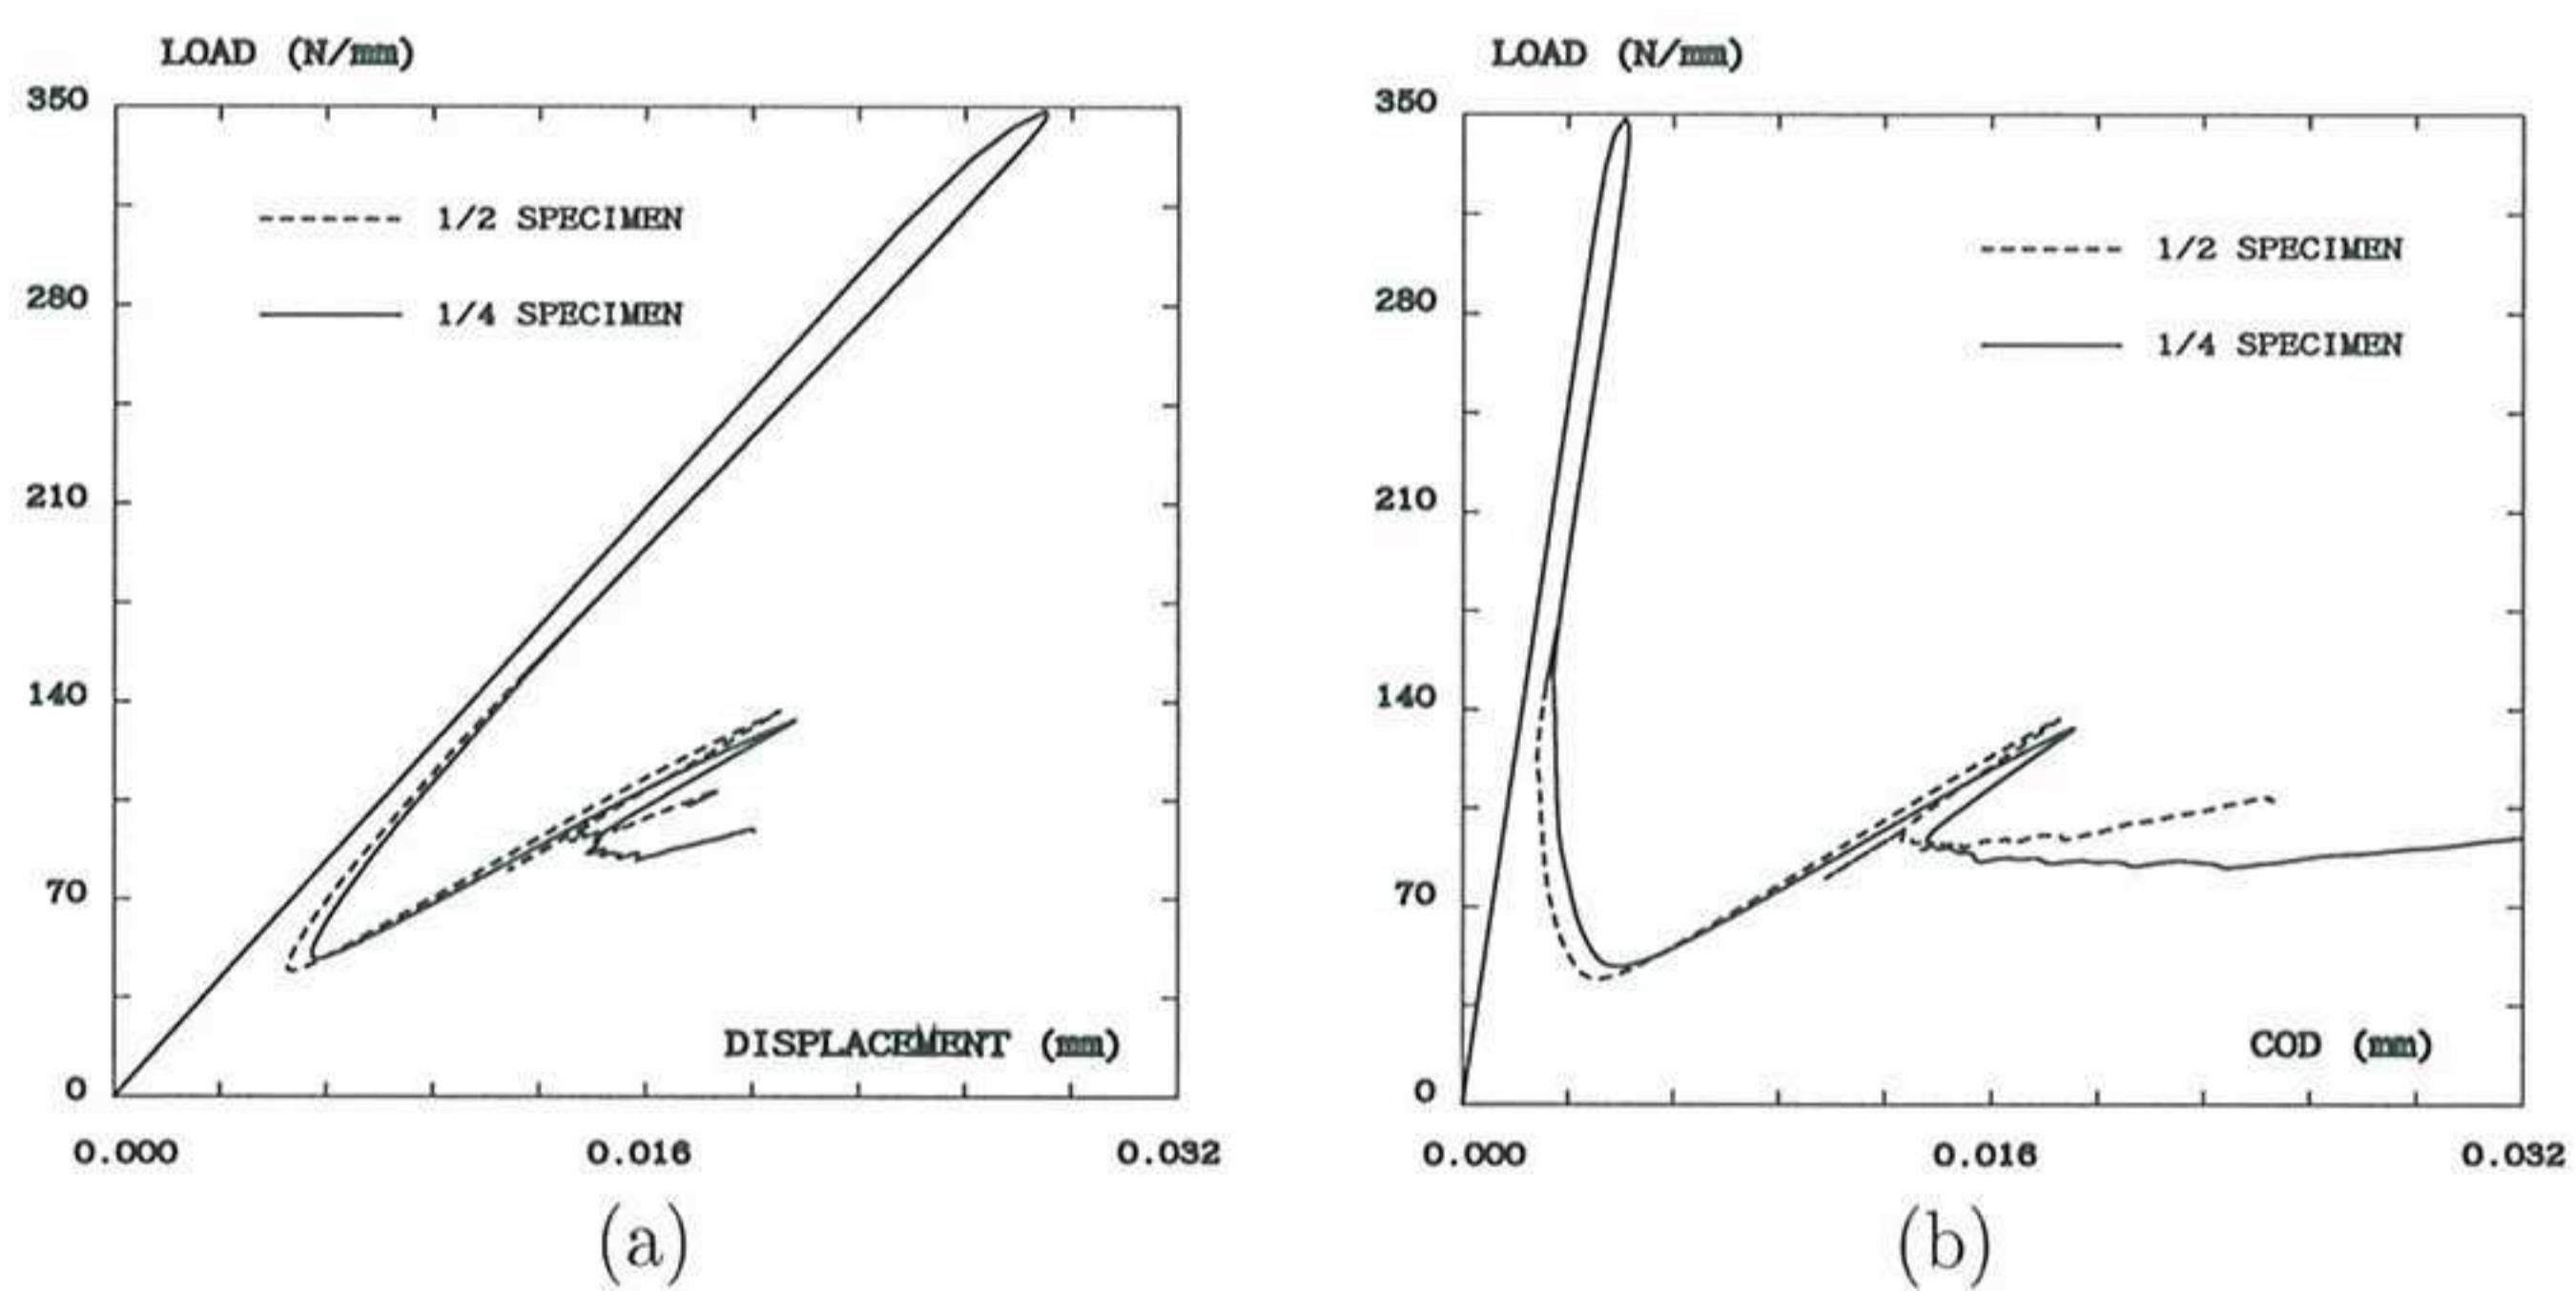 LOAD (N/mm)
350
280
210
140
70
0
1/2 SPECIMEN
1/4 SPECIMEN
DISPLACEMENT (mm)
0.000 0.016 0.032
(a)
LOAD (N/mm)
350
280
210
140
70
0
1/2 SPECIMEN
1/4 SPECIMEN
COD (mm)
0.000 0.016 0.032
(b)